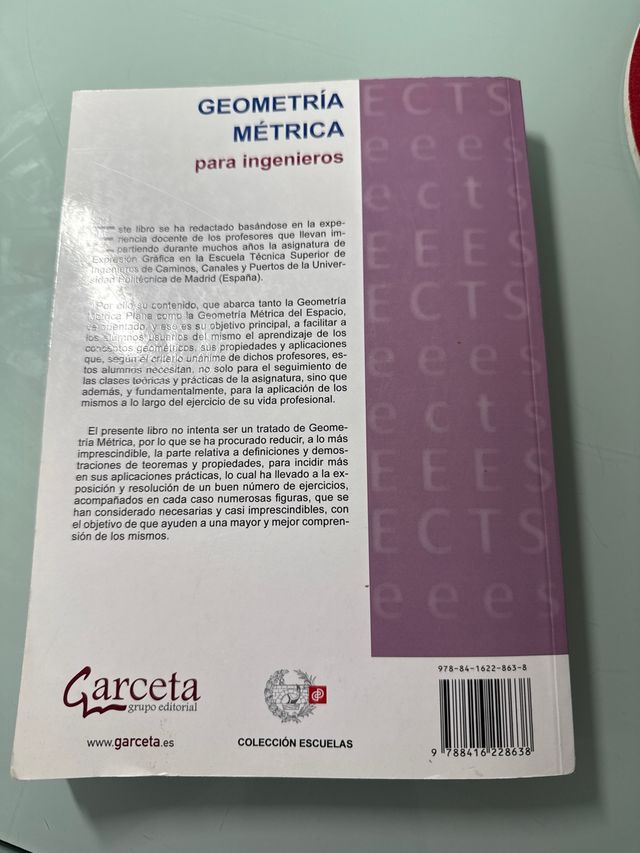 GEOMETRÍA
MÉTRICA
para ingenieros
ECTS
eees
ects
EEES
ECTS
eees
ects
EEES
ECTS
eees
Este libro se ha redactado basándose en la expe-
riencia docente de los profesores que llevan im-
partiendo durante muchos años la asignatura de
Expresión Gráfica en la Escuela Técnica Superior de
Ingenieros de Caminos, Canales y Puertos de la Univer-
sidad Politécnica de Madrid (España).
Por ello su contenido, que abarca tanto la Geometría
Métrica Plana como la Geometría Métrica del Espacio,
va orientado, y ese es su objetivo principal, a facilitar a
los alumnos usuarios del mismo el aprendizaje de los
conceptos geométricos, sus propiedades y aplicaciones
que, según el criterio unánime de dichos profesores, es-
tos alumnos necesitan, no solo para el seguimiento de
las clases teóricas y prácticas de la asignatura, sino que
además, y fundamentalmente, para la aplicación de los
mismos a lo largo del ejercicio de su vida profesional.
El presente libro no intenta ser un tratado de Geome-
tría Métrica, por lo que se ha procurado reducir, a lo más
imprescindible, la parte relativa a definiciones y demos-
traciones de teoremas y propiedades, para incidir más
en sus aplicaciones prácticas, lo cual ha llevado a la ex-
posición y resolución de un buen número de ejercicios,
acompañados en cada caso numerosas figuras, que se
han considerado necesarias y casi imprescindibles, con
el objetivo de que ayuden a una mayor y mejor compren-
sión de los mismos.
Garceta
grupo editorial
www.garceta.es
COLECCIÓN ESCUELAS
978-84-1622-863-8
9 788416 228638